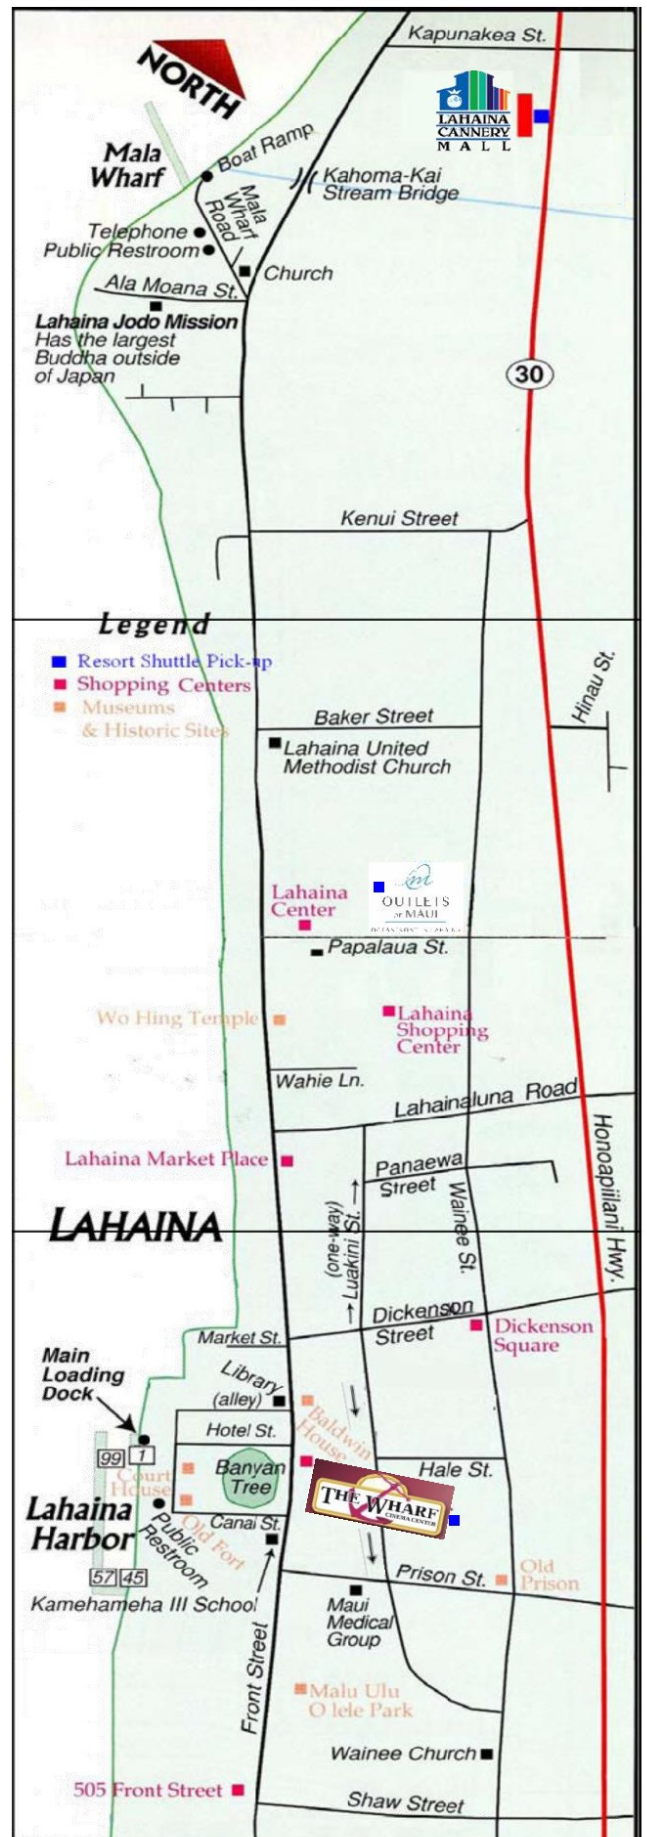 Kapunakea St.
NORTH
LAHAINA
CANNERY
MALL
Boat Ramp
Mala
Wharf
Kahoma-Kai
Stream Bridge
Mala
Wharf
Road
Telephone
Public Restroom
Church
Ala Moana St.
Lahaina Jodo Mission
Has the largest
Buddha outside
of Japan
30
Kenui Street
Legend
Resort Shuttle Pick-up
Shopping Centers
Museums
& Historic Sites
Hinau St.
Baker Street
Lahaina United
Methodist Church
Lahaina
Center
m
OUTLETS
OF MAUI
Papalaua St.
Wo Hing Temple
Lahaina
Shopping
Center
Wahie Ln.
Lahainaluna Road
Lahaina Market Place
Panaewa
Street
Honoapiilani Hwy.
Wainee St.
(one-way)
Luakini St.
LAHAINA
Dickenson
Street
Dickenson
Square
Market St.
Main
Loading
Dock
Library
(alley)
Hotel St.
Baldwin
House
99
1
Court
House
Banyan
Tree
Hale St.
THE WHARF
CINEMA CENTER
Lahaina
Harbor
Public
Restroom
Old Fort
Canal St.
57
45
Prison St.
Old
Prison
Kamehameha III School
Maui
Medical
Group
Front Street
Malu Ulu
O lele Park
Wainee Church
505 Front Street
Shaw Street